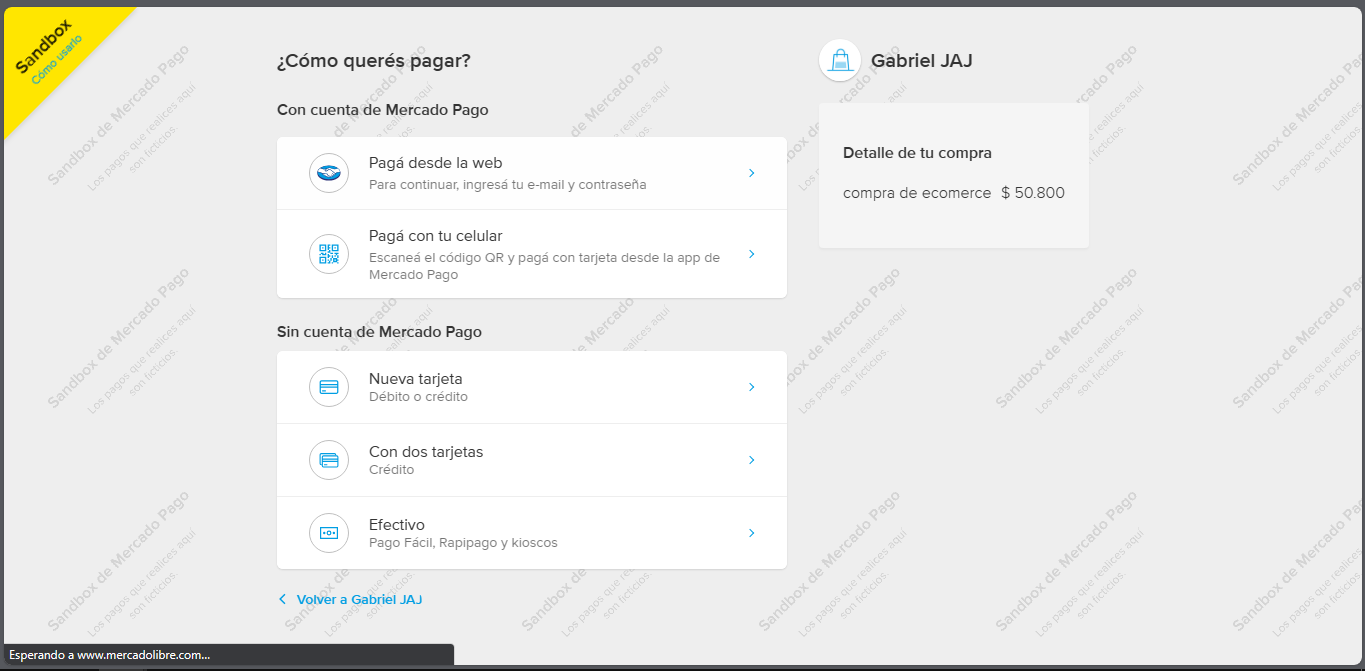 Sandbox
Cómo usarlo
¿Cómo querés pagar?
Con cuenta de Mercado Pago
Pagá desde la web
Para continuar, ingresá tu e-mail y contraseña
Pagá con tu celular
Escaneá el código QR y pagá con tarjeta desde la app de
Mercado Pago
Sin cuenta de Mercado Pago
Nueva tarjeta
Débito o crédito
Con dos tarjetas
Crédito
Efectivo
Pago Fácil, Rapipago y kioscos
Volver a Gabriel JAJ
Gabriel JAJ
Detalle de tu compra
compra de ecomerce $ 50.800
Sandbox de Mercado Pago
Los pagos que realices aquí
son ficticios.
Esperando a www.mercadolibre.com...